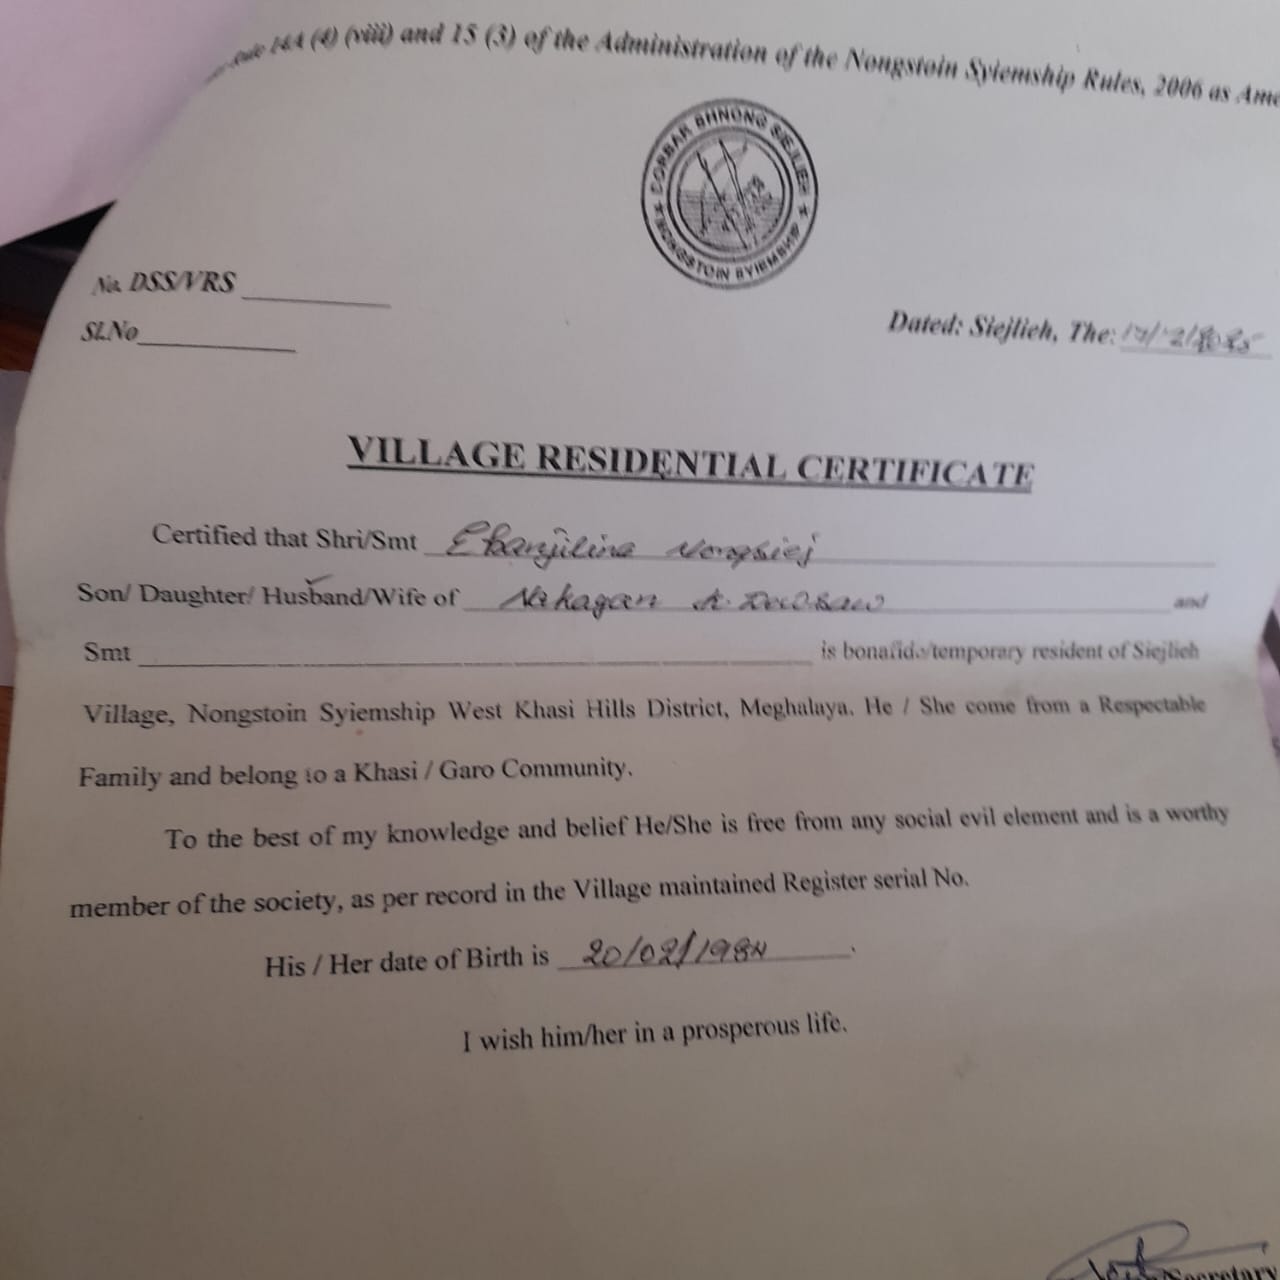 Rule 14A (4) (viii) and 15 (3) of the Administration of the Nongstoin Syiemship Rules, 2006 as Ame
DORBAR SHNONG SIEJLIEH
NONGSTOIN SYIEMSHIP
No. DSS/VRS
Sl.No
Dated: Siejlieh, The:
VILLAGE RESIDENTIAL CERTIFICATE
Certified that Shri/Smt Ebanjilina Nongsiej
Son/ Daughter/ Husband/Wife of Nahagan A. and
Smt is bonafide/temporary resident of Siejlieh
Village, Nongstoin Syiemship West Khasi Hills District, Meghalaya. He / She come from a Respectable
Family and belong to a Khasi / Garo Community.
To the best of my knowledge and belief He/She is free from any social evil element and is a worthy
member of the society, as per record in the Village maintained Register serial No.
His / Her date of Birth is 20/02/1984.
I wish him/her in a prosperous life.
Secretary